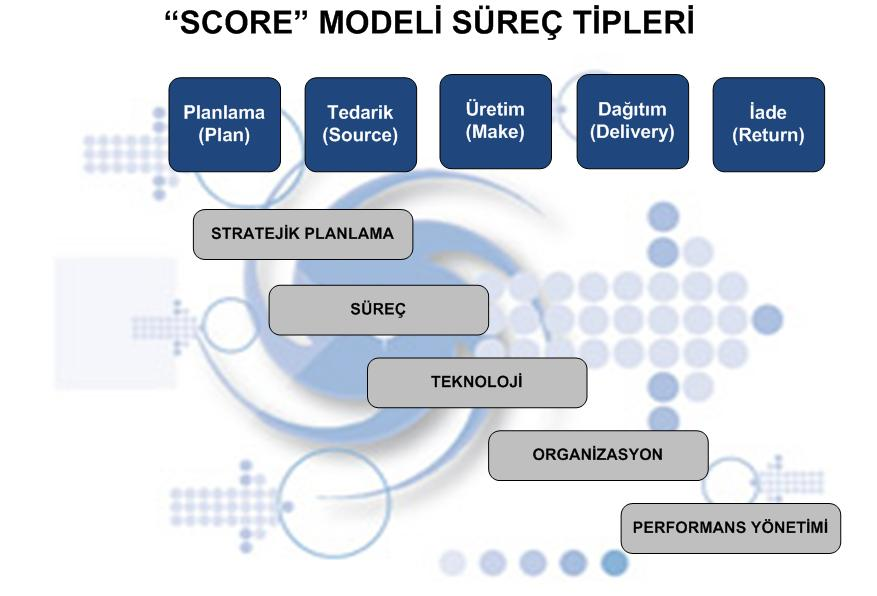 “SCORE” MODELİ SÜREÇ TİPLERİ
Planlama
(Plan)
Tedarik
(Source)
Üretim
(Make)
Dağıtım
(Delivery)
İade
(Return)
STRATEJİK PLANLAMA
SÜREÇ
TEKNOLOJİ
ORGANİZASYON
PERFORMANS YÖNETİMİ